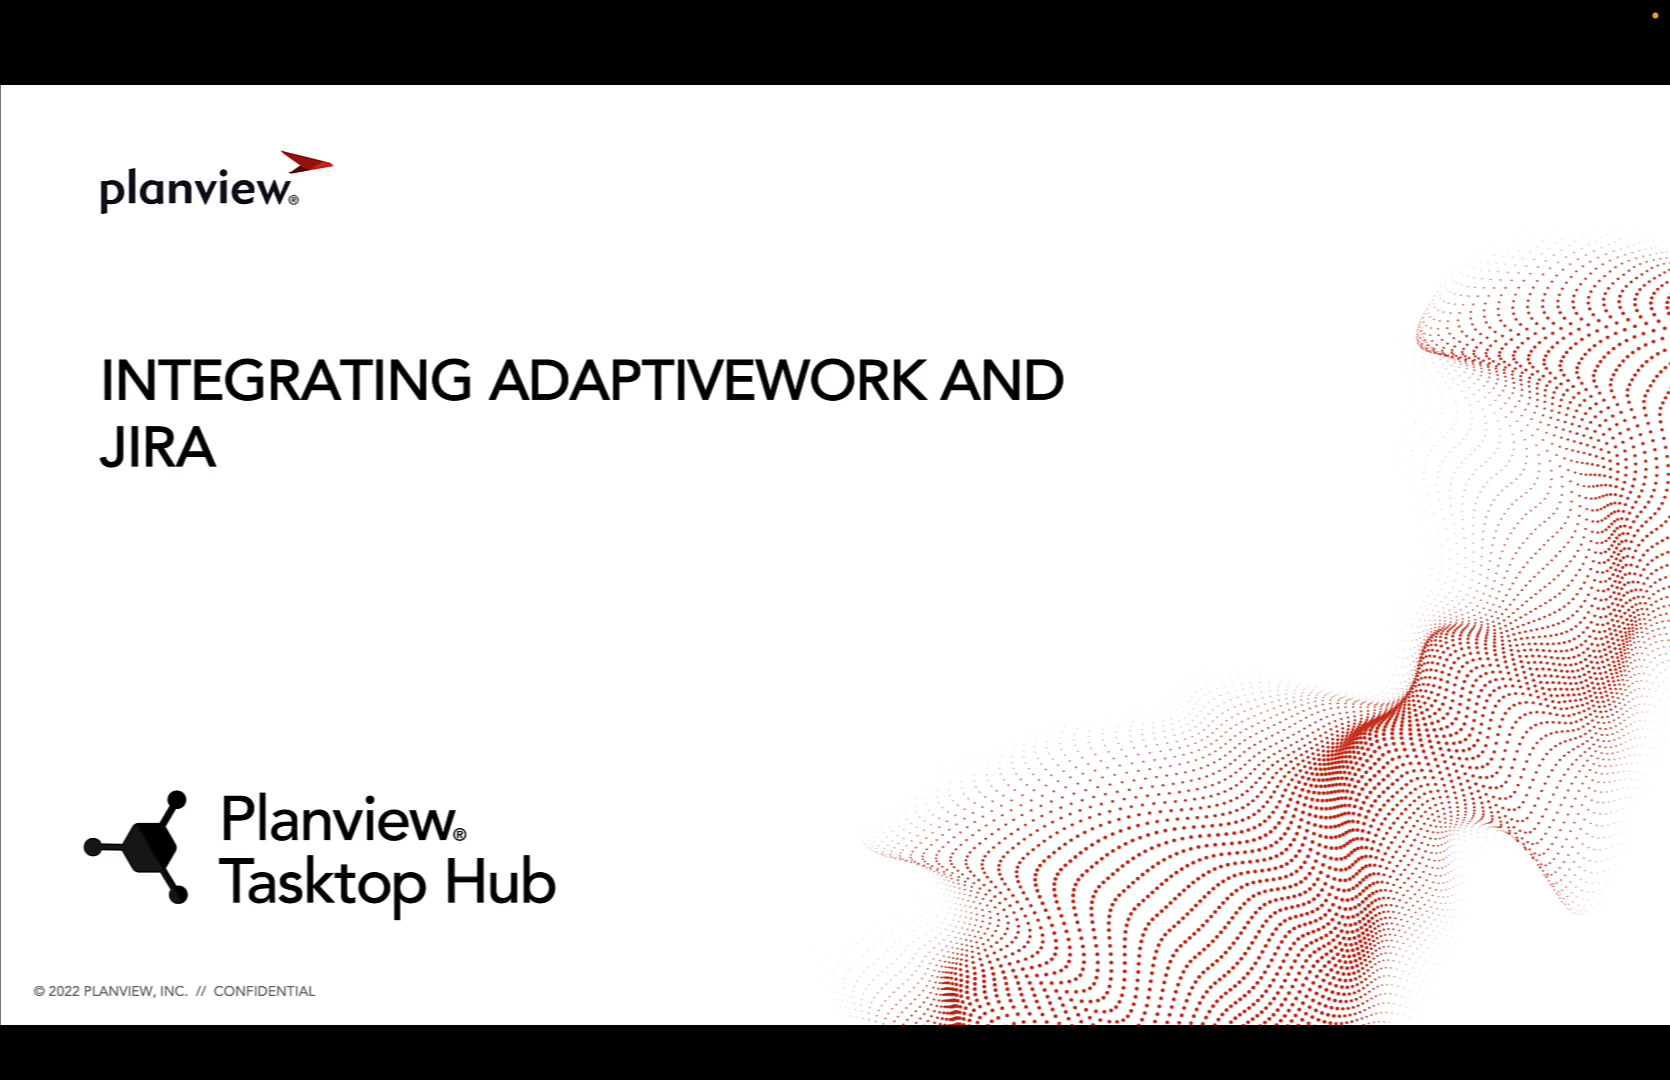 planview®
INTEGRATING ADAPTIVEWORK AND
JIRA
Planview®
Tasktop Hub
© 2022 PLANVIEW, INC. // CONFIDENTIAL